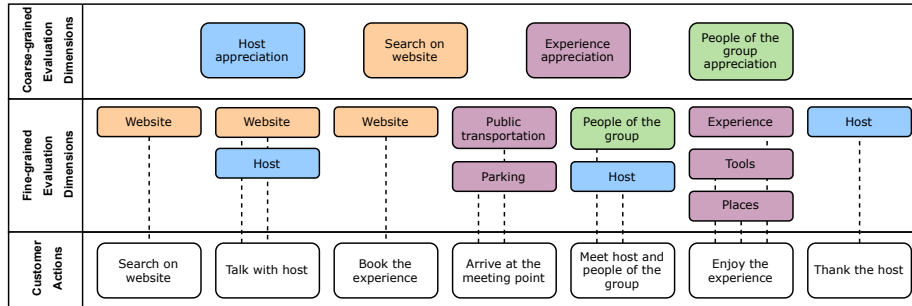 Coarse-grained
Evaluation
Dimensions
Host
appreciation
Search on
website
Experience
appreciation
People of the
group
appreciation
Fine-grained
Evaluation
Dimensions
Website
Website
Host
Website
Public
transportation
Parking
People of the
group
Host
Experience
Tools
Places
Host
Customer
Actions
Search on
website
Talk with host
Book the
experience
Arrive at the
meeting point
Meet host and
people of the
group
Enjoy the
experience
Thank the host